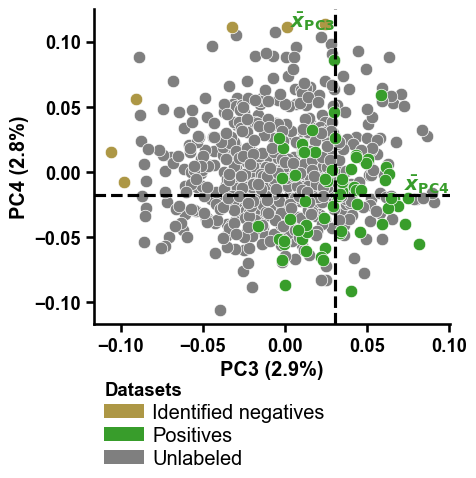 x̄PC3
0.10
0.05
0.00
−0.05
−0.10
PC4 (2.8%)
x̄PC4
−0.10
−0.05
0.00
0.05
0.10
PC3 (2.9%)
Datasets
Identified negatives
Positives
Unlabeled